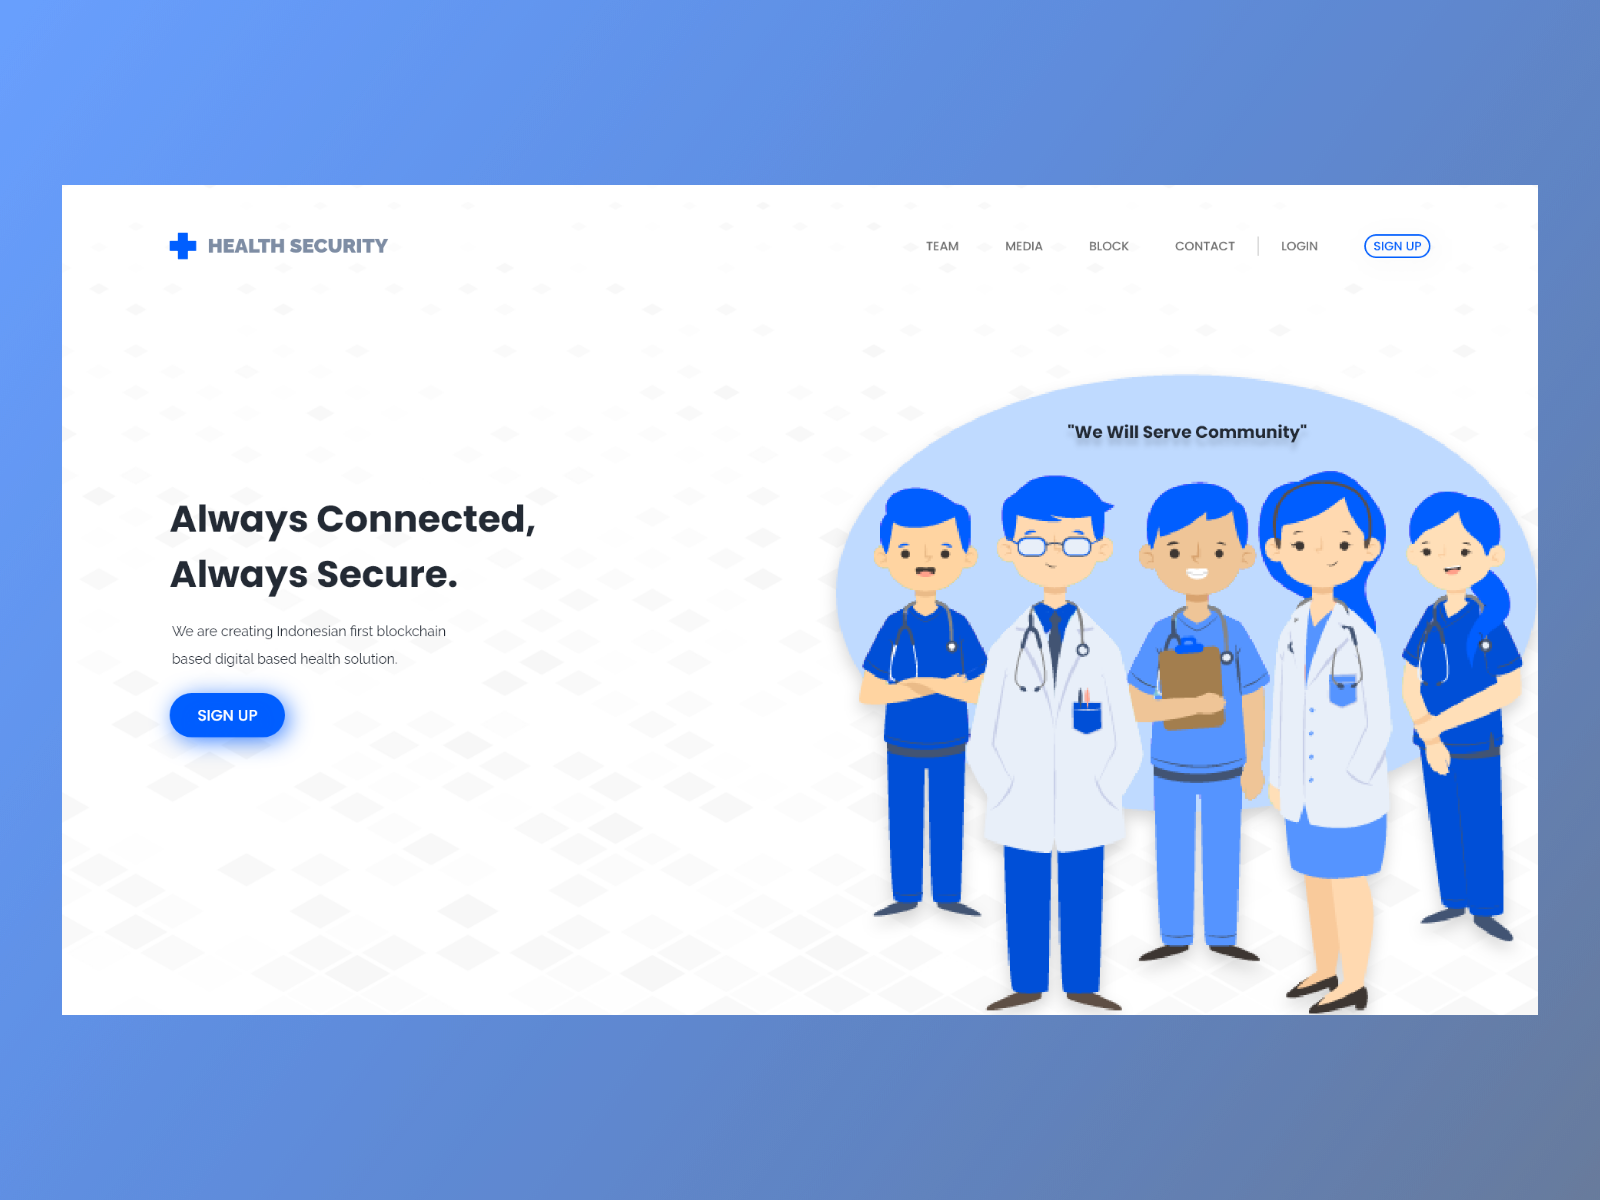 HEALTH SECURITY
TEAM MEDIA BLOCK CONTACT LOGIN SIGN UP
"We Will Serve Community"
Always Connected,
Always Secure.
We are creating Indonesian first blockchain
based digital based health solution.
SIGN UP